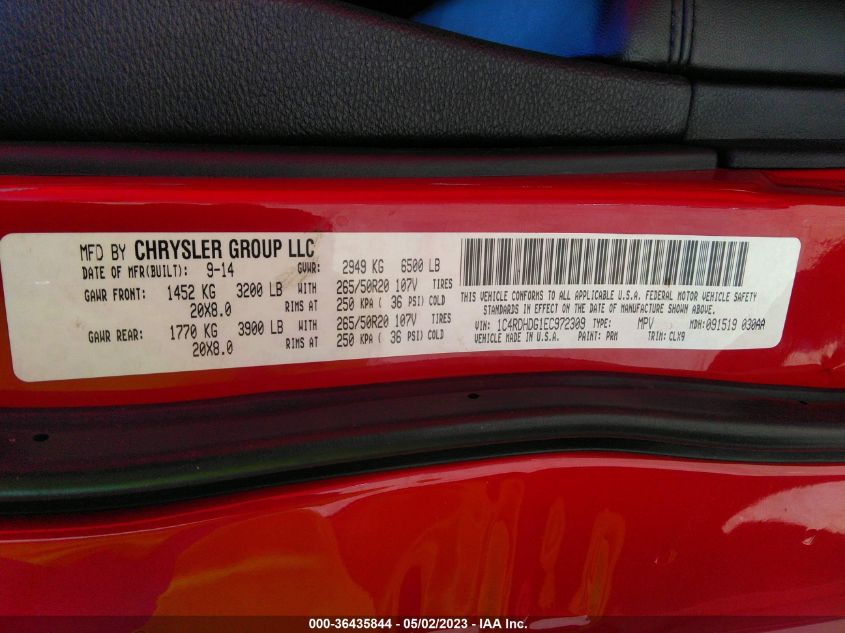 MFD BY CHRYSLER GROUP LLC
DATE OF MFR(BUILT): 9-14 GVWR: 2949 KG 6500 LB
GAWR FRONT: 1452 KG 3200 LB WITH 265/50R20 107V TIRES
20X8.0 RIMS AT 250 KPA ( 36 PSI) COLD
GAWR REAR: 1770 KG 3900 LB WITH 265/50R20 107V TIRES
20X8.0 RIMS AT 250 KPA ( 36 PSI) COLD
THIS VEHICLE CONFORMS TO ALL APPLICABLE U.S.A. FEDERAL MOTOR VEHICLE SAFETY
STANDARDS IN EFFECT ON THE DATE OF MANUFACTURE SHOWN ABOVE.
VIN: 1C4RDHDG1EC972309 TYPE: MPV MDH: 091519 030AA
VEHICLE MADE IN U.S.A. PAINT: PRM TRIM: CLX9
000-36435844 - 05/02/2023 - IAA Inc.